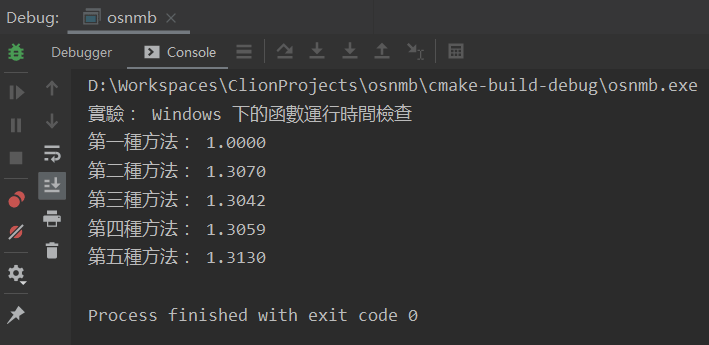 Debug: osnmb
Debugger Console
D:\Workspaces\ClionProjects\osnmb\cmake-build-debug\osnmb.exe
實驗： Windows 下的函數運行時間檢查
第一種方法： 1.0000
第二種方法： 1.3070
第三種方法： 1.3042
第四種方法： 1.3059
第五種方法： 1.3130
Process finished with exit code 0